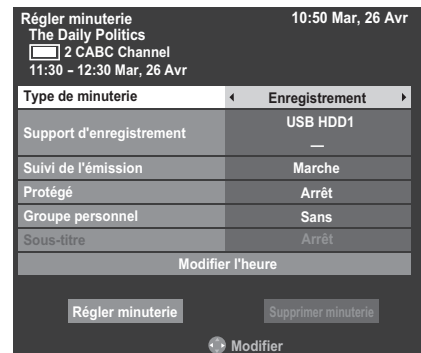 Régler minuterie 10:50 Mar, 26 Avr
The Daily Politics
2 CABC Channel
11:30 - 12:30 Mar, 26 Avr
Type de minuterie Enregistrement
Support d'enregistrement USB HDD1
—
Suivi de l'émission Marche
Protégé Arrêt
Groupe personnel Sans
Sous-titre Arrêt
Modifier l'heure
Régler minuterie Supprimer minuterie
Modifier